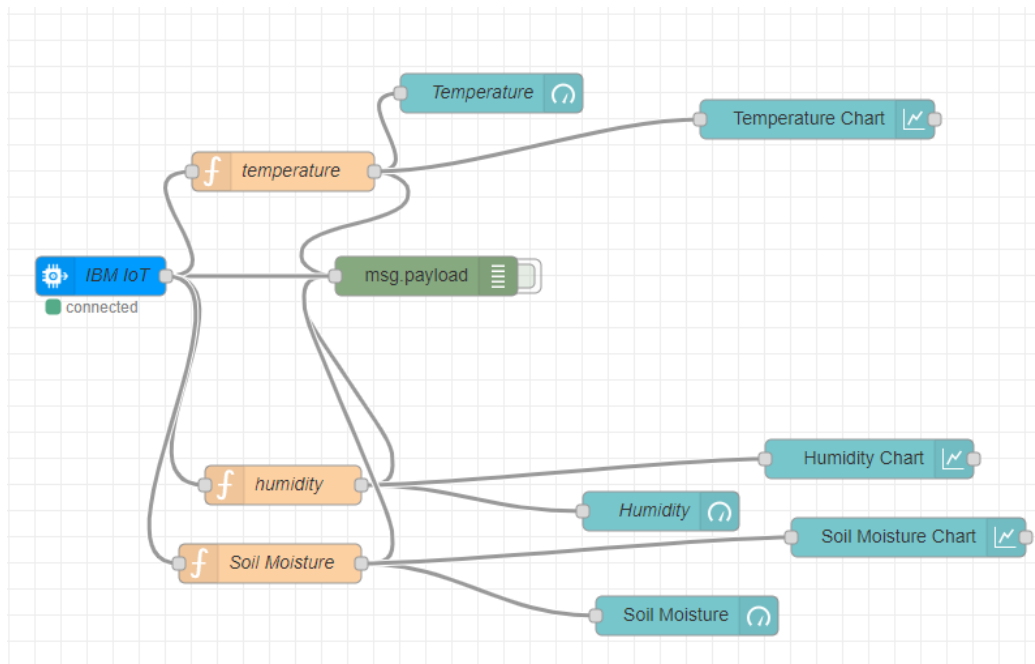 Temperature
Temperature Chart
temperature
IBM IoT
msg.payload
connected
Humidity Chart
humidity
Humidity
Soil Moisture Chart
Soil Moisture
Soil Moisture